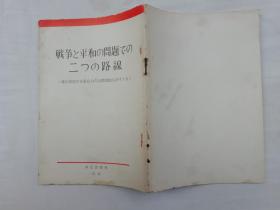 戦争と平和の問題での
二つの路線
外文出版社
北京